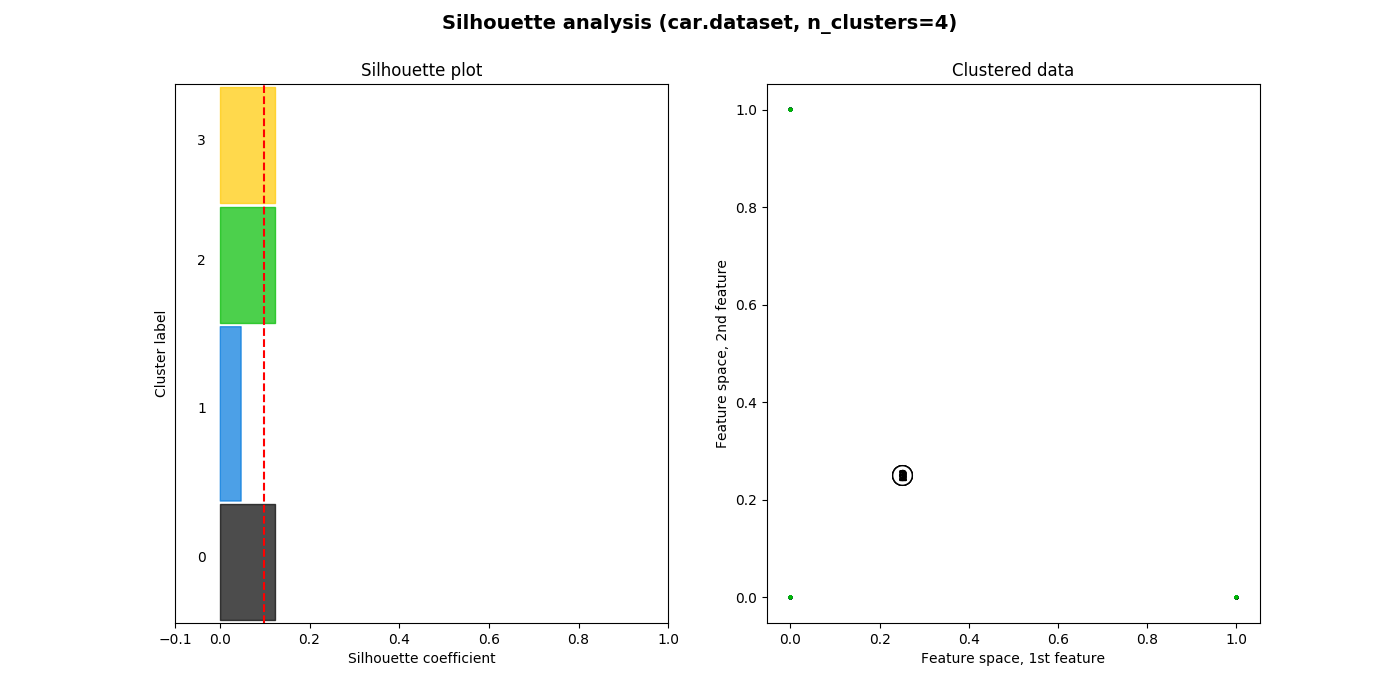 Silhouette analysis (car.dataset, n_clusters=4)
Silhouette plot
3
2
1
0
Cluster label
−0.1 0.0 0.2 0.4 0.6 0.8 1.0
Silhouette coefficient
Clustered data
1.0
0.8
0.6
0.4
0.2
0.0
Feature space, 2nd feature
0.0 0.2 0.4 0.6 0.8 1.0
Feature space, 1st feature